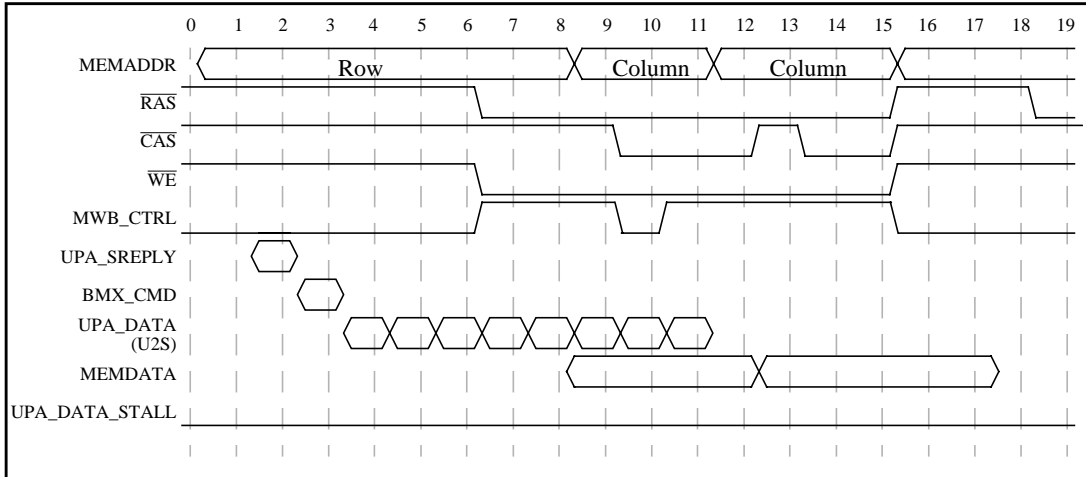 0 1 2 3 4 5 6 7 8 9 10 11 12 13 14 15 16 17 18 19
MEMADDR Row Column Column
RAS
CAS
WE
MWB_CTRL
UPA_SREPLY
BMX_CMD
UPA_DATA
(U2S)
MEMDATA
UPA_DATA_STALL